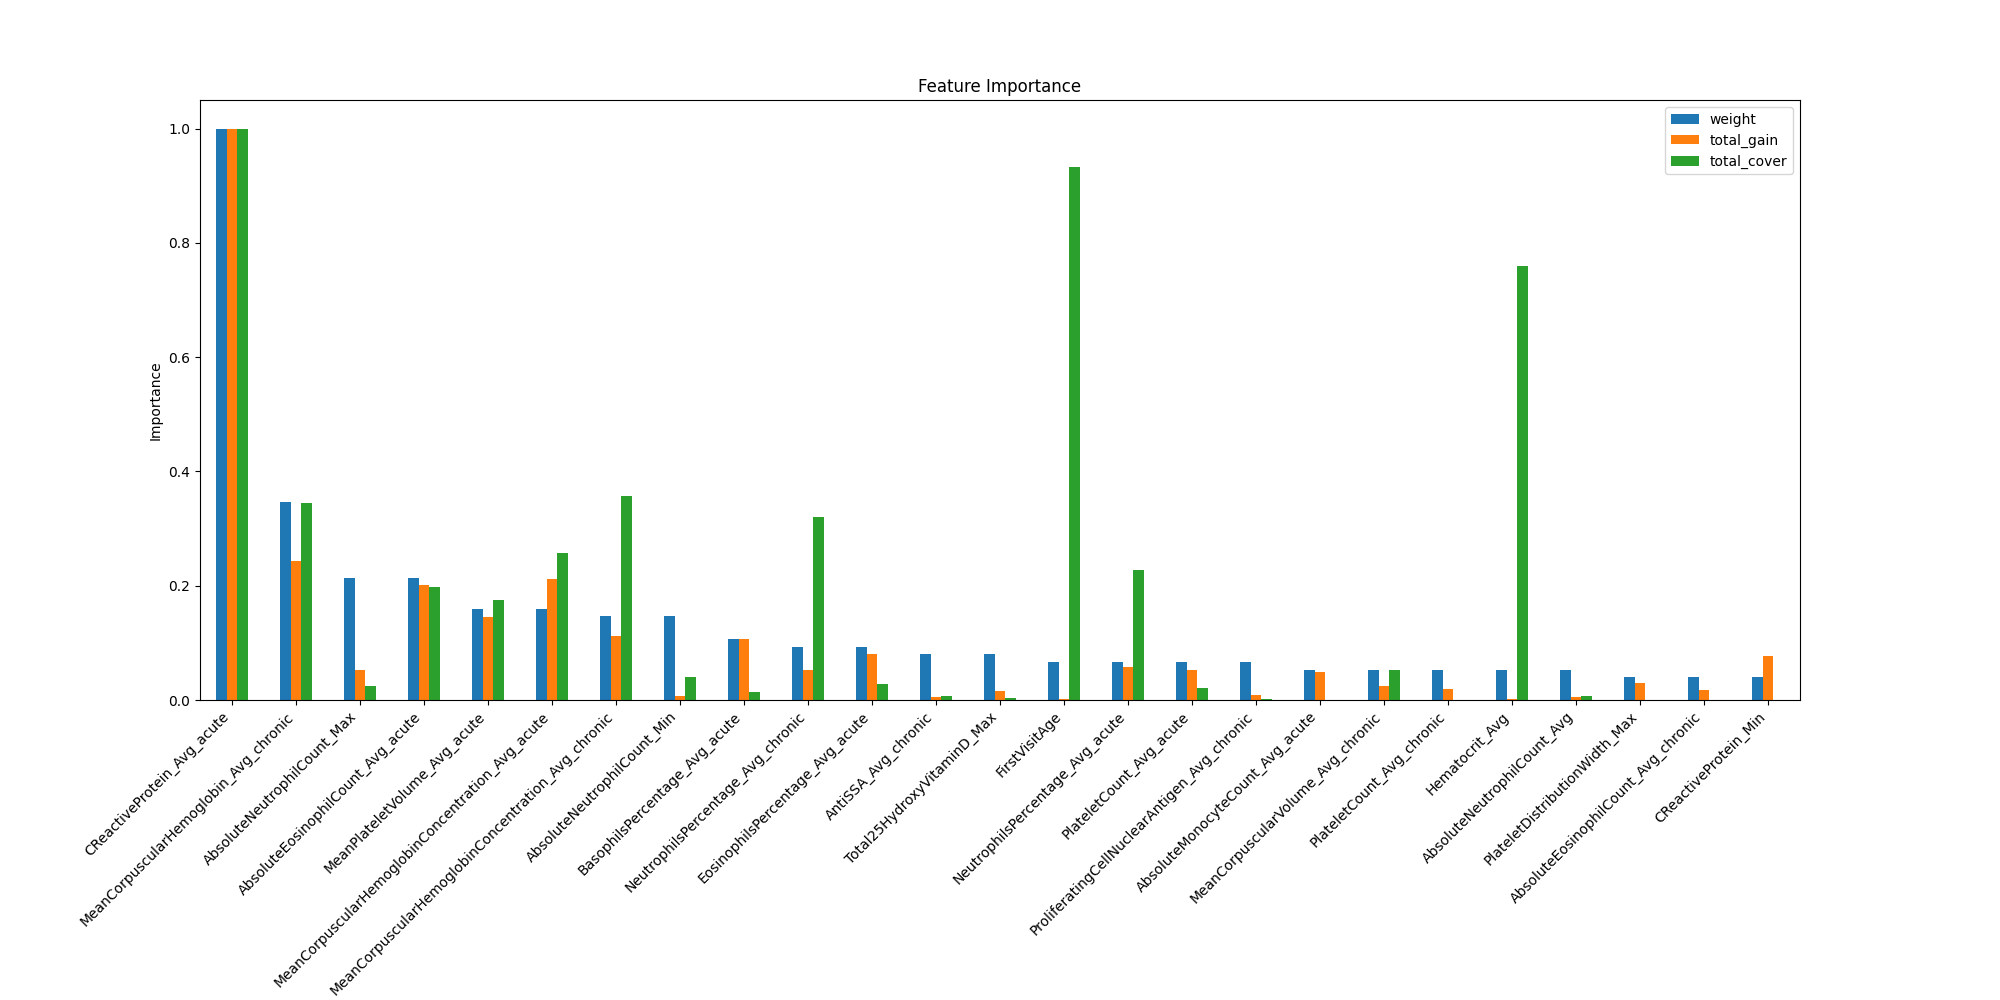 Feature Importance
weight
total_gain
total_cover
Importance
1.0
0.8
0.6
0.4
0.2
0.0
CReactiveProtein_Avg_acute
MeanCorpuscularHemoglobin_Avg_chronic
AbsoluteNeutrophilCount_Max
AbsoluteEosinophilCount_Avg_acute
MeanPlateletVolume_Avg_acute
MeanCorpuscularHemoglobinConcentration_Avg_acute
MeanCorpuscularHemoglobinConcentration_Avg_chronic
AbsoluteNeutrophilCount_Min
BasophilsPercentage_Avg_acute
NeutrophilsPercentage_Avg_chronic
EosinophilsPercentage_Avg_acute
AntiSSA_Avg_chronic
Total25HydroxyVitaminD_Max
FirstVisitAge
NeutrophilsPercentage_Avg_acute
PlateletCount_Avg_acute
ProliferatingCellNuclearAntigen_Avg_chronic
AbsoluteMonocyteCount_Avg_acute
MeanCorpuscularVolume_Avg_chronic
PlateletCount_Avg_chronic
Hematocrit_Avg
AbsoluteNeutrophilCount_Avg
PlateletDistributionWidth_Max
AbsoluteEosinophilCount_Avg_chronic
CReactiveProtein_Min